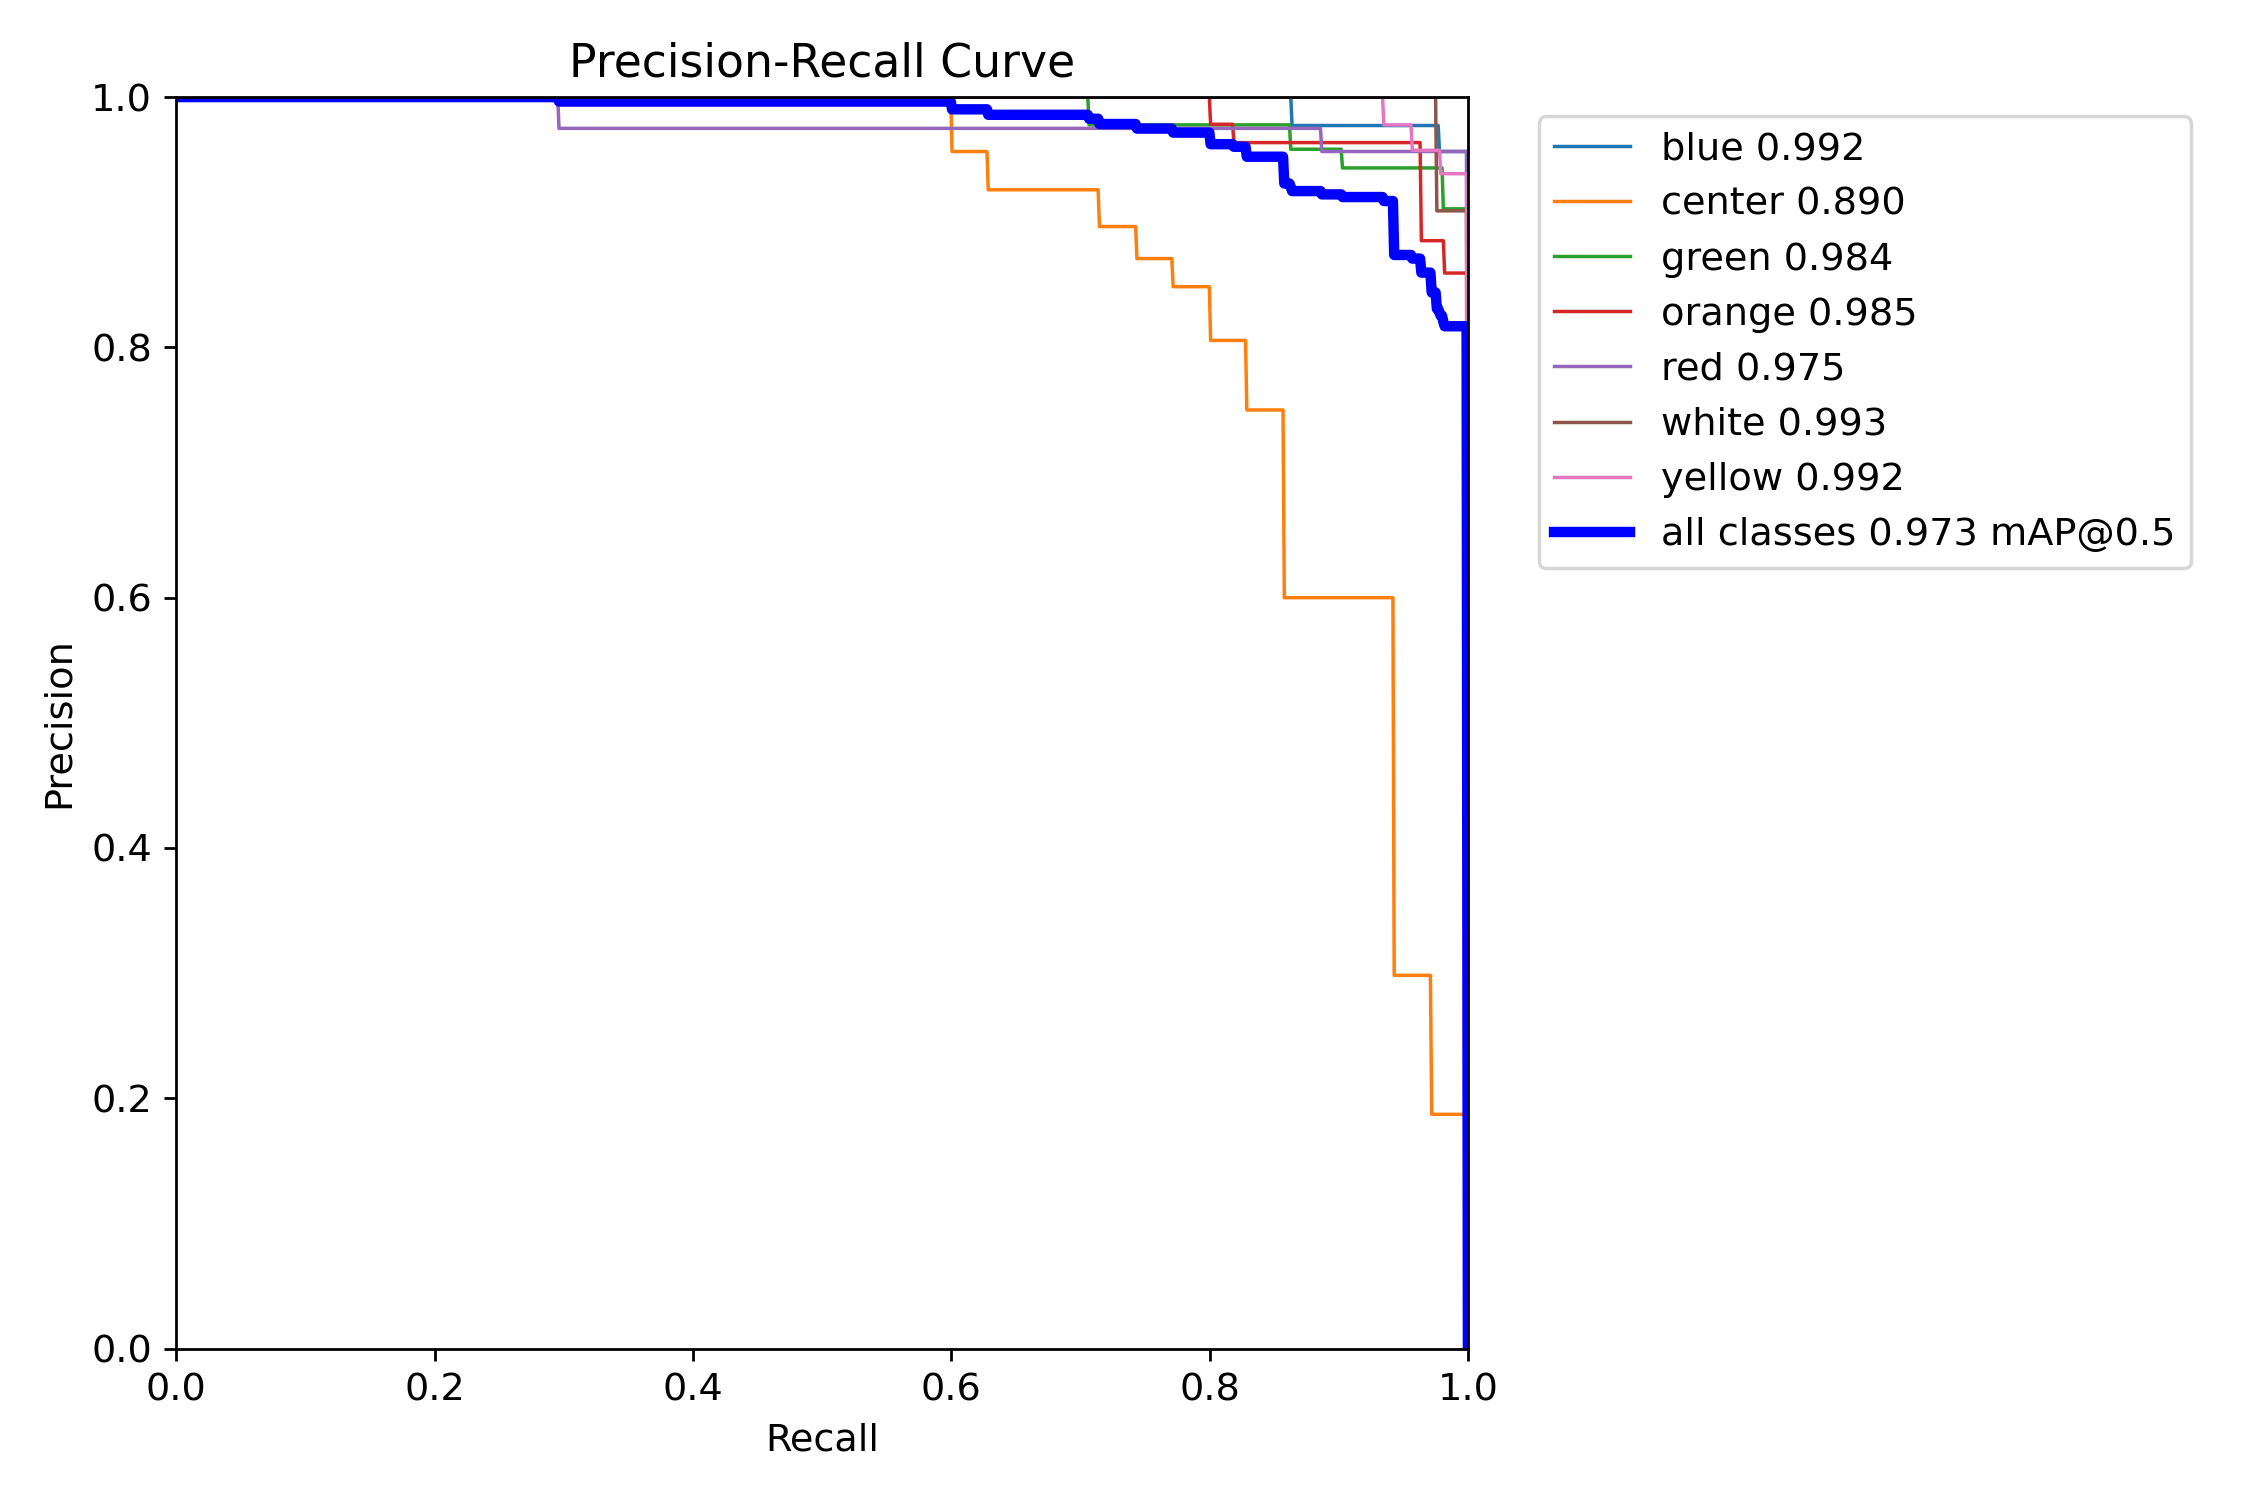 Precision-Recall Curve
1.0
0.8
0.6
0.4
0.2
0.0
Precision
0.0 0.2 0.4 0.6 0.8 1.0
Recall
blue 0.992
center 0.890
green 0.984
orange 0.985
red 0.975
white 0.993
yellow 0.992
all classes 0.973 mAP@0.5